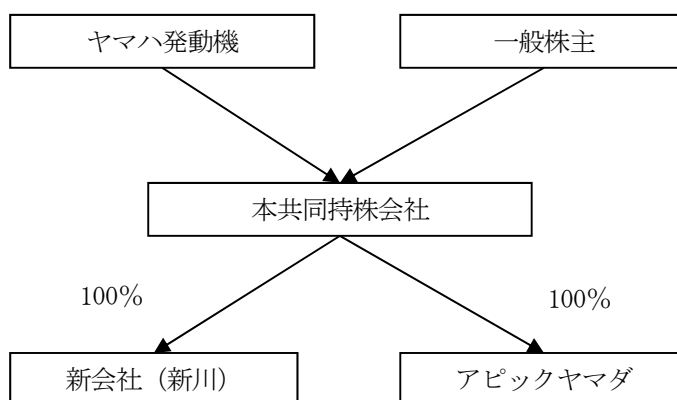 ヤマハ発動機
一般株主
本共同持株会社
100%
100%
新会社（新川）
アピックヤマダ